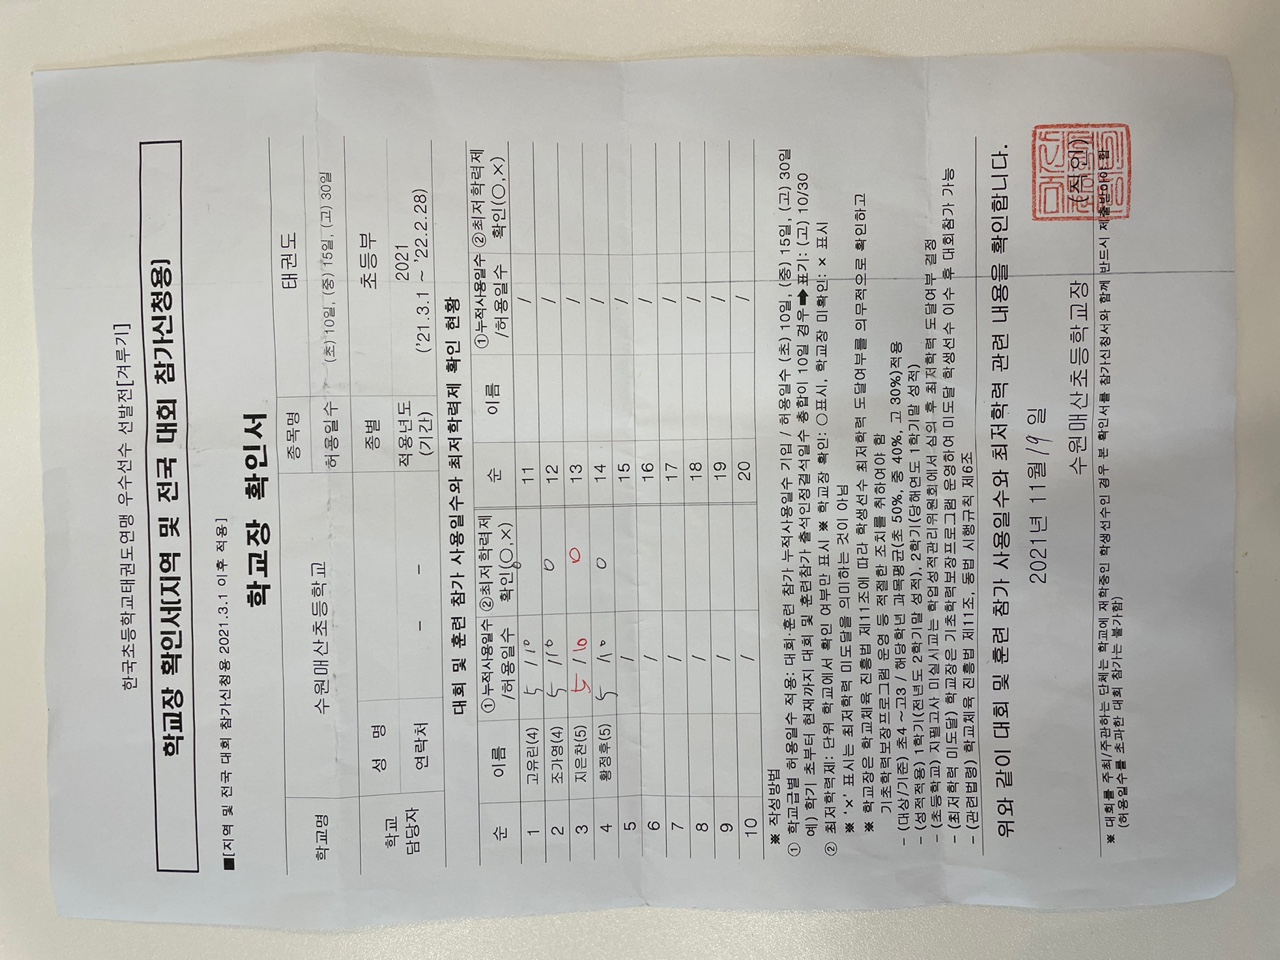 한국초등학교태권도연맹 우수선수 선발전[겨루기]
학교장 확인서(지역 및 전국 대회 참가신청용)
■[지역 및 전국 대회 참가신청용 2021.3.1 이후 적용]
학교장 확인서
학교명 수원매산초등학교 종목명 태권도
허용일수 (초) 10일, (중) 15일, (고) 30일
학교 담당자 성 명 종별 초등부
연락처 - - 적용년도 (기간) 2021 ('21.3.1 ~ '22.2.28)
대회 및 훈련 참가 사용일수와 최저학력제 확인 현황
순 이름 ①누적사용일수 /허용일수 ②최저학력제 확인(○,×) 순 이름 ①누적사용일수 /허용일수 ②최저학력제 확인(○,×)
1 고유린(4) 5 / 10 ○ 11 /
2 조가영(4) 5 / 10 ○ 12 /
3 지은찬(5) 5 / 10 ○ 13 /
4 황정후(5) 5 / 10 ○ 14 /
5 / 15 /
6 / 16 /
7 / 17 /
8 / 18 /
9 / 19 /
10 / 20 /
※ 작성방법
① 학교급별 허용일수 적용: 대회·훈련 참가 누적사용일수 기입 / 허용일수 (초) 10일, (중) 15일, (고) 30일
예) 학기 초부터 현재까지 대회 및 훈련참가 출석인정결석일수 총합이 10일 경우➡표기: (고) 10/30
② 최저학력제: 단위 학교에서 확인 여부만 표시 ※ 학교장 확인: ○표시, 학교장 미확인: × 표시
※ '×' 표시는 최저학력 미도달을 의미하는 것이 아님
※ 학교장은 학교체육 진흥법 제11조에 따라 학생선수 최저학력 도달여부를 의무적으로 확인하고
기초학력보장프로그램 운영 등 적절한 조치를 취하여야 함
- (대상/기준) 초4 ~고3 / 해당학년 과목평균(초 50%, 중 40%, 고 30%)적용
- (성적적용) 1학기(전년도 2학기말 성적), 2학기(당해연도 1학기말 성적)
- (초등학교) 지필고사 미실시교는 학업성적관리위원회에서 심의 후 최저학력 도달여부 결정
- (최저학력 미도달) 학교장은 기초학력보장프로그램 운영하여 미도달 학생선수 이수 후 대회참가 가능
- (관련법령) 학교체육 진흥법 제11조, 동법 시행규칙 제6조
위와 같이 대회 및 훈련 참가 사용일수와 최저학력 관련 내용을 확인합니다.
2021년 11월 19 일
수원매산초등학교장 (직인)
※ 대회를 주최/주관하는 단체는 학교에 재학중인 학생선수인 경우 본 확인서를 참가신청서와 함께 반드시 제출받아야 함
(허용일수를 초과한 대회 참가는 불가함)